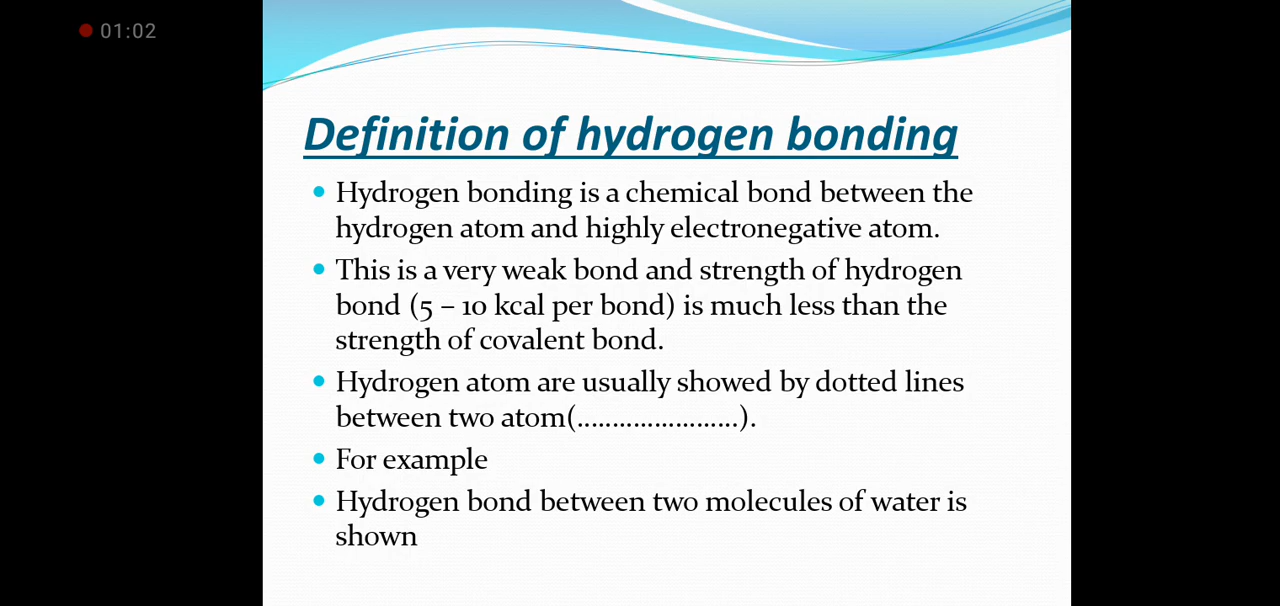 01:02
Definition of hydrogen bonding
• Hydrogen bonding is a chemical bond between the
hydrogen atom and highly electronegative atom.
• This is a very weak bond and strength of hydrogen
bond (5 – 10 kcal per bond) is much less than the
strength of covalent bond.
• Hydrogen atom are usually showed by dotted lines
between two atom(.......................).
• For example
• Hydrogen bond between two molecules of water is
shown